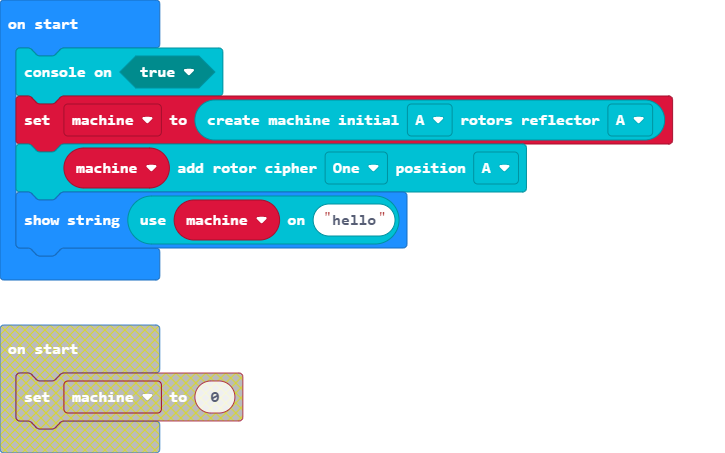 on start
console on true
set machine to create machine initial A rotors reflector A
machine add rotor cipher One position A
show string use machine on "hello"
on start
set machine to 0